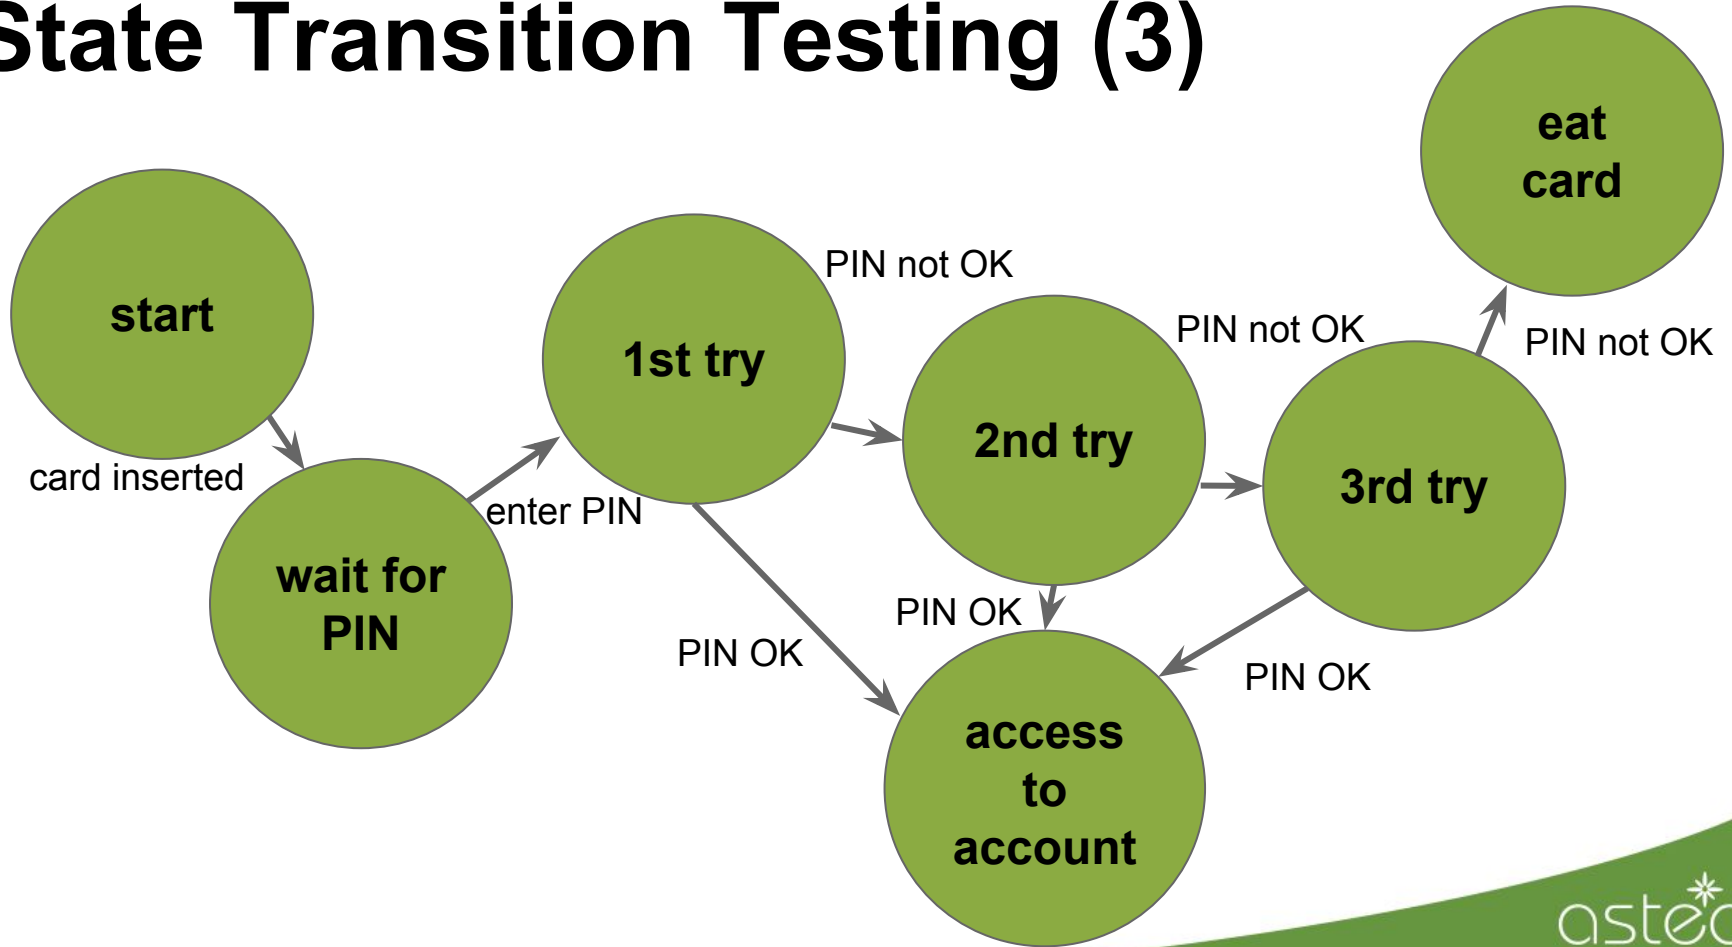 State Transition Testing (3)
eat
card
start
1st try
PIN not OK
2nd try
PIN not OK
3rd try
PIN not OK
card inserted
wait for
PIN
enter PIN
PIN OK
PIN OK
PIN OK
access
to
account